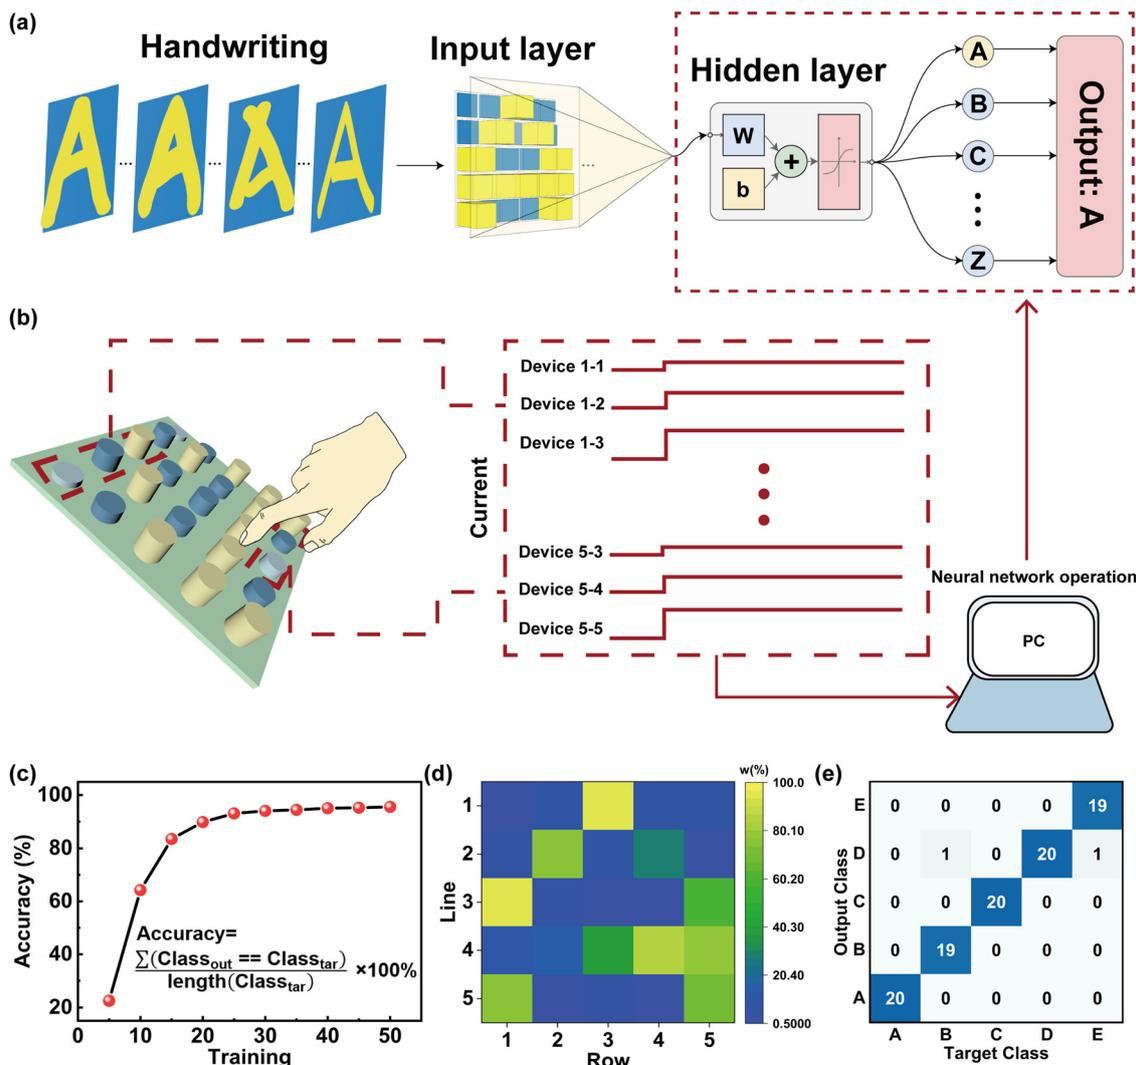 (a)
Handwriting
Input layer
Hidden layer
W
b
+
A
B
C
Z
Output: A
(b)
Current
Device 1-1
Device 1-2
Device 1-3
Device 5-3
Device 5-4
Device 5-5
Neural network operation
PC
(c)
Accuracy (%)
100
80
60
40
20
0 10 20 30 40 50
Training
Accuracy=
∑(Classout == Classtar)
length(Classtar)
×100%
(d)
Line
1
2
3
4
5
1 2 3 4 5
Row
w(%)
100.0
80.10
60.20
40.30
20.40
0.5000
(e)
Output Class
E 0 0 0 0 19
D 0 1 0 20 1
C 0 0 20 0 0
B 0 19 0 0 0
A 20 0 0 0 0
A B C D E
Target Class